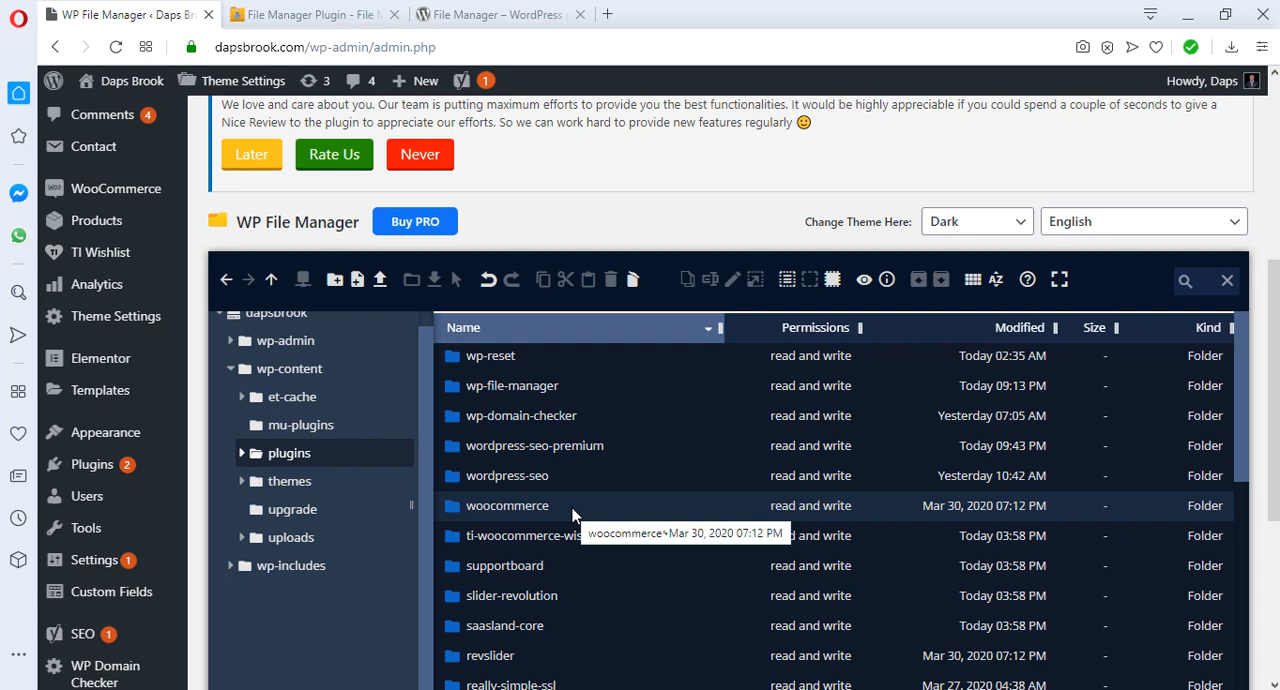 WP File Manager ‹ Daps Br
File Manager Plugin - File M
File Manager – WordPress
dapsbrook.com/wp-admin/admin.php
Daps Brook
Theme Settings
3
4
New
1
Howdy, Daps
Comments 4
Contact
WooCommerce
Products
TI Wishlist
Analytics
Theme Settings
Elementor
Templates
Appearance
Plugins 2
Users
Tools
Settings 1
Custom Fields
SEO 1
WP Domain
Checker
We love and care about you. Our team is putting maximum efforts to provide you the best functionalities. It would be highly appreciable if you could spend a couple of seconds to give a
Nice Review to the plugin to appreciate our efforts. So we can work hard to provide new features regularly
Later Rate Us Never
WP File Manager Buy PRO Change Theme Here: Dark English
dapsbrook
wp-admin
wp-content
et-cache
mu-plugins
plugins
themes
upgrade
uploads
wp-includes
Name Permissions Modified Size Kind
wp-reset read and write Today 02:35 AM - Folder
wp-file-manager read and write Today 09:13 PM - Folder
wp-domain-checker read and write Yesterday 07:05 AM - Folder
wordpress-seo-premium read and write Today 09:43 PM - Folder
wordpress-seo read and write Yesterday 10:42 AM - Folder
woocommerce read and write Mar 30, 2020 07:12 PM - Folder
woocommerce Mar 30, 2020 07:12 PM
ti-woocommerce-wis d write Today 03:58 PM - Folder
supportboard read and write Today 03:58 PM - Folder
slider-revolution read and write Today 03:58 PM - Folder
saasland-core read and write Today 03:58 PM - Folder
revslider read and write Mar 30, 2020 07:12 PM - Folder
really-simple-ssl read and write Mar 27, 2020 04:38 AM - Folder